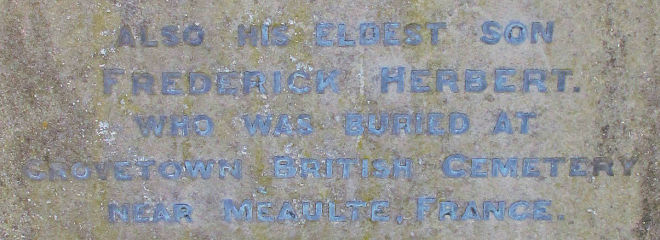 ALSO HIS ELDEST SON
FREDERICK HERBERT.
WHO WAS BURIED AT
GROVETOWN BRITISH CEMETERY
NEAR MEAULTE, FRANCE.